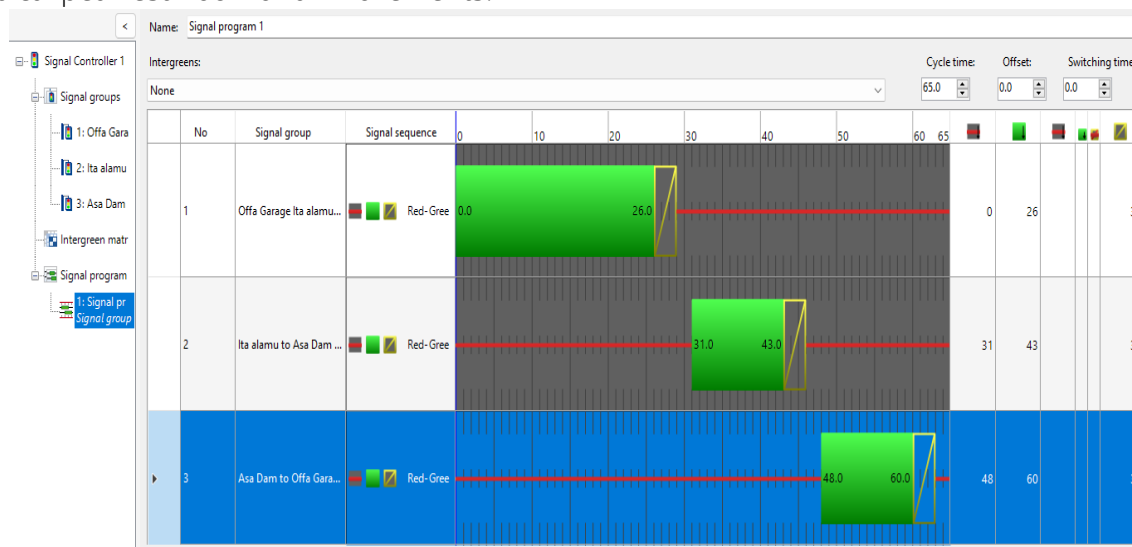 Name: Signal program 1
Signal Controller 1
Intergreens:
Cycle time: Offset: Switching time
None
65.0 0.0 0.0
Signal groups
No Signal group Signal sequence 0 10 20 30 40 50 60 65
1: Offa Gara
2: Ita alamu
3: Asa Dam
Intergreen matr
Signal program
1: Signal pr
Signal group
1 Offa Garage Ita alamu... Red-Gree 0.0 26.0 0 26
2 Ita alamu to Asa Dam ... Red-Gree 31.0 43.0 31 43
3 Asa Dam to Offa Gara... Red-Gree 48.0 60.0 48 60